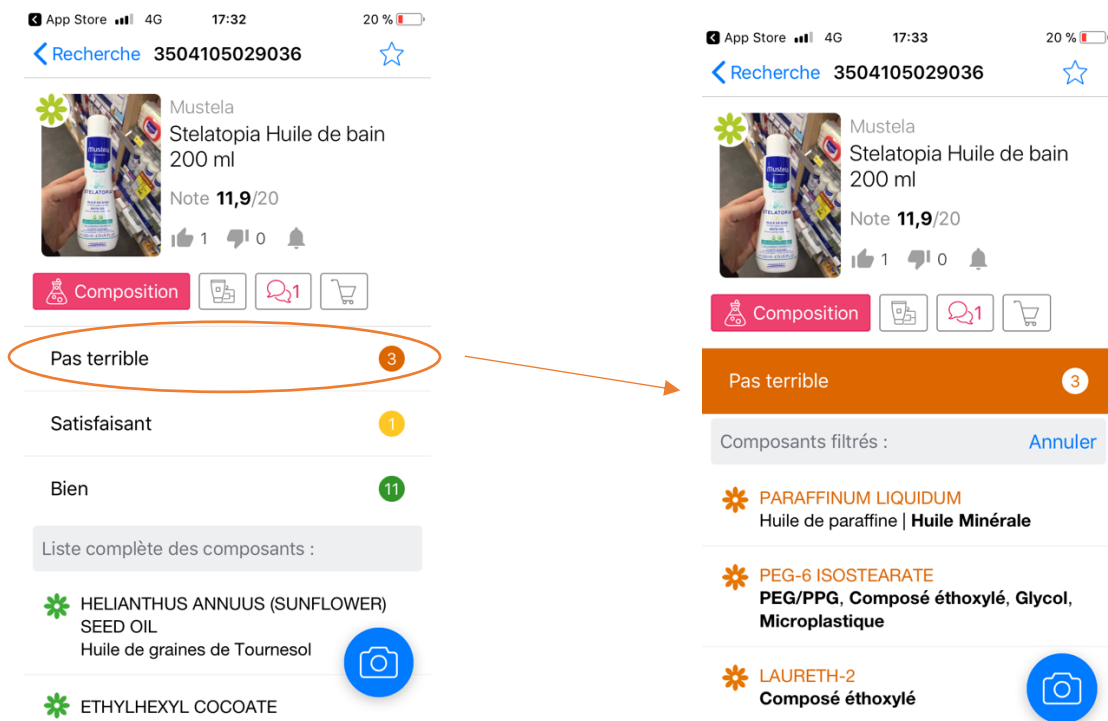 App Store 4G 17:32 20 %
Recherche 3504105029036
Mustela
Stelatopia Huile de bain
200 ml
Note 11,9/20
1 0
Composition 1
Pas terrible 3
Satisfaisant 1
Bien 11
Liste complète des composants :
HELIANTHUS ANNUUS (SUNFLOWER)
SEED OIL
Huile de graines de Tournesol
ETHYLHEXYL COCOATE
App Store 4G 17:33 20 %
Recherche 3504105029036
Mustela
Stelatopia Huile de bain
200 ml
Note 11,9/20
1 0
Composition 1
Pas terrible 3
Composants filtrés : Annuler
PARAFFINUM LIQUIDUM
Huile de paraffine | Huile Minérale
PEG-6 ISOSTEARATE
PEG/PPG, Composé éthoxylé, Glycol,
Microplastique
LAURETH-2
Composé éthoxylé